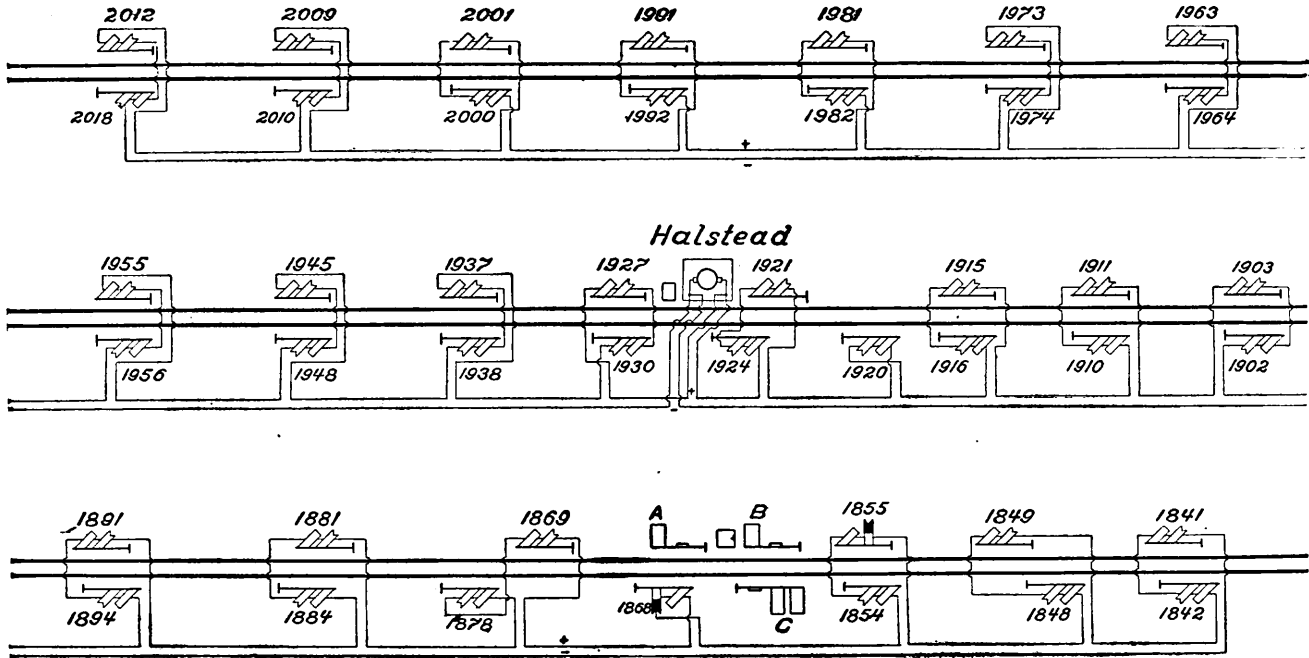 2012 2009 2001 1991 1981 1973 1963
2018 2010 2000 1992 1982 1974 1964
+
-
Halstead
1955 1945 1937 1927 1921 1915 1911 1903
1956 1948 1938 1930 1924 1920 1916 1910 1902
+
-
1891 1881 1869 A B 1855 1849 1841
1894 1884 1878 1868 C 1854 1848 1842
+
-